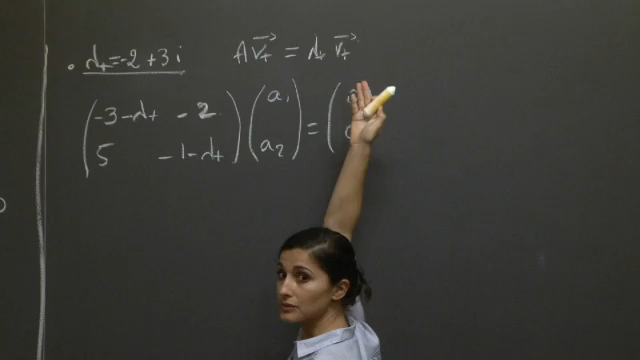 • λ₊ = -2 + 3i    A v₊ = λ₊ v₊
( -3-λ₊  -2 ) ( a₁ ) = (
( 5  -1-λ₊ ) ( a₂ )